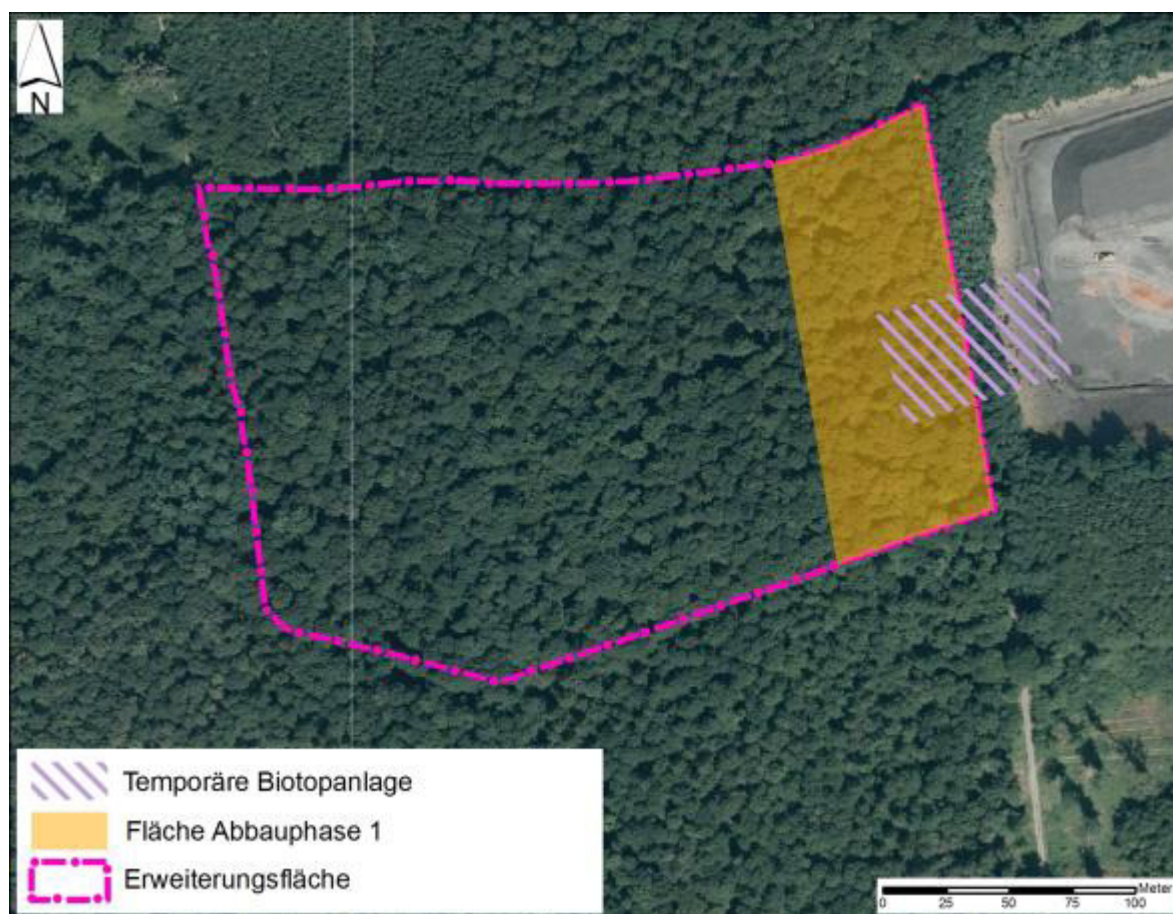 N
Temporäre Biotopanlage
Fläche Abbauphase 1
Erweiterungsfläche
Meter
0 25 50 75 100